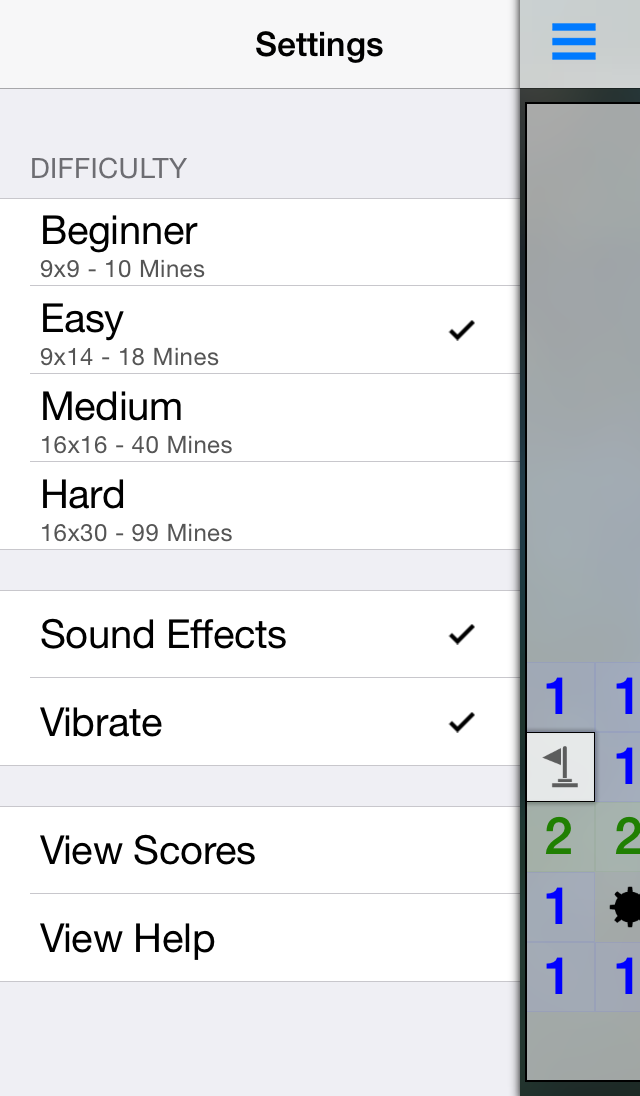 Settings
DIFFICULTY
Beginner
9x9 - 10 Mines
Easy
9x14 - 18 Mines
Medium
16x16 - 40 Mines
Hard
16x30 - 99 Mines
Sound Effects
Vibrate
View Scores
View Help
1 1
1
2 2
1
1 1